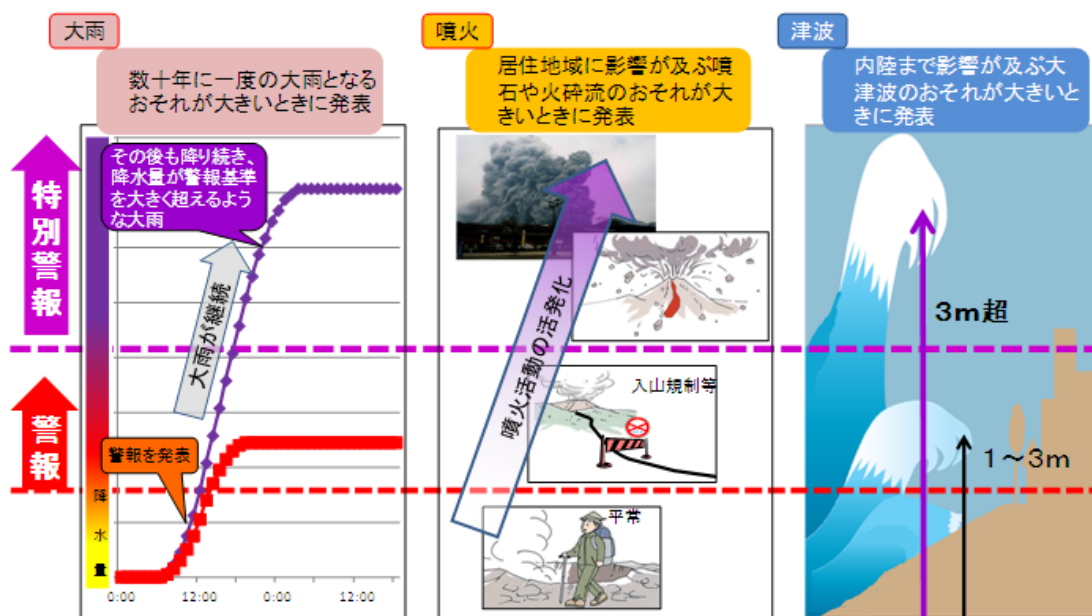 大雨
数十年に一度の大雨となる
おそれが大きいときに発表
特別警報
警報
その後も降り続き、
降水量が警報基準
を大きく超えるよう
な大雨
大雨が継続
警報を発表
降水量
0:00 12:00 0:00 12:00
噴火
居住地域に影響が及ぶ噴
石や火砕流のおそれが大
きいときに発表
噴火活動の活発化
入山規制等
平常
津波
内陸まで影響が及ぶ大
津波のおそれが大きいと
きに発表
3m超
1～3m